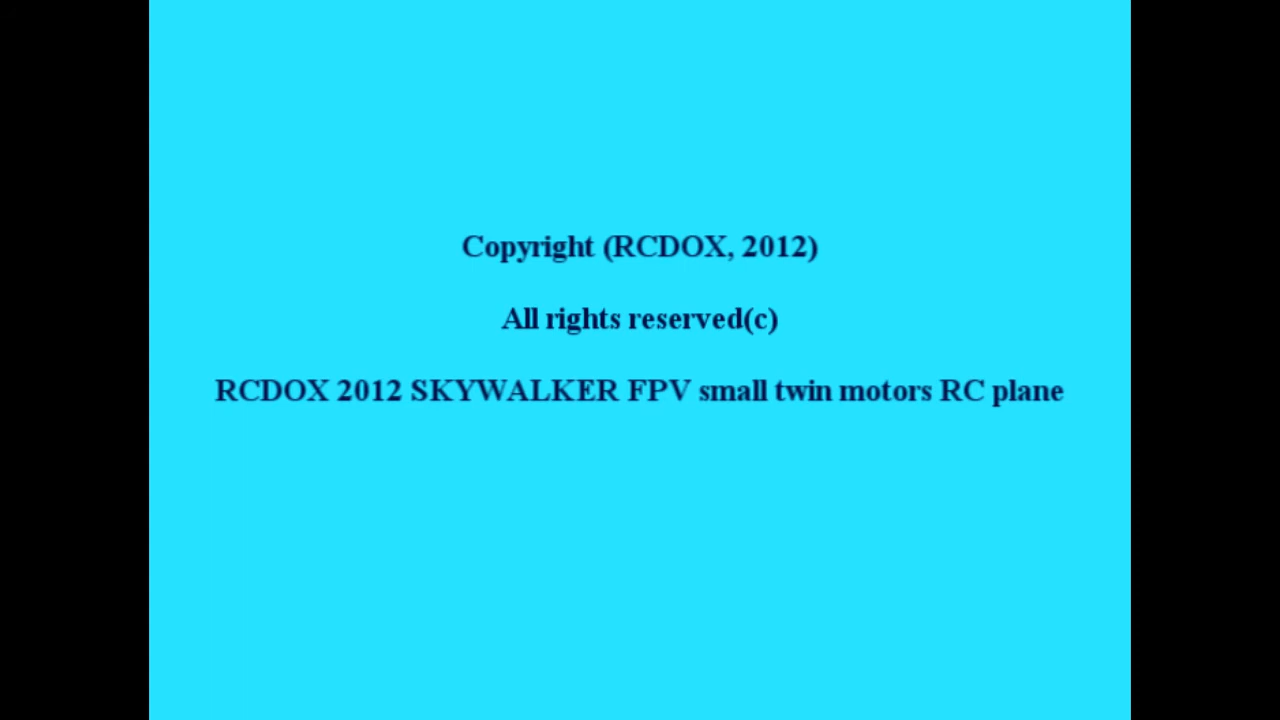 Copyright (RCDOX, 2012)
All rights reserved(c)
RCDOX 2012 SKYWALKER FPV small twin motors RC plane